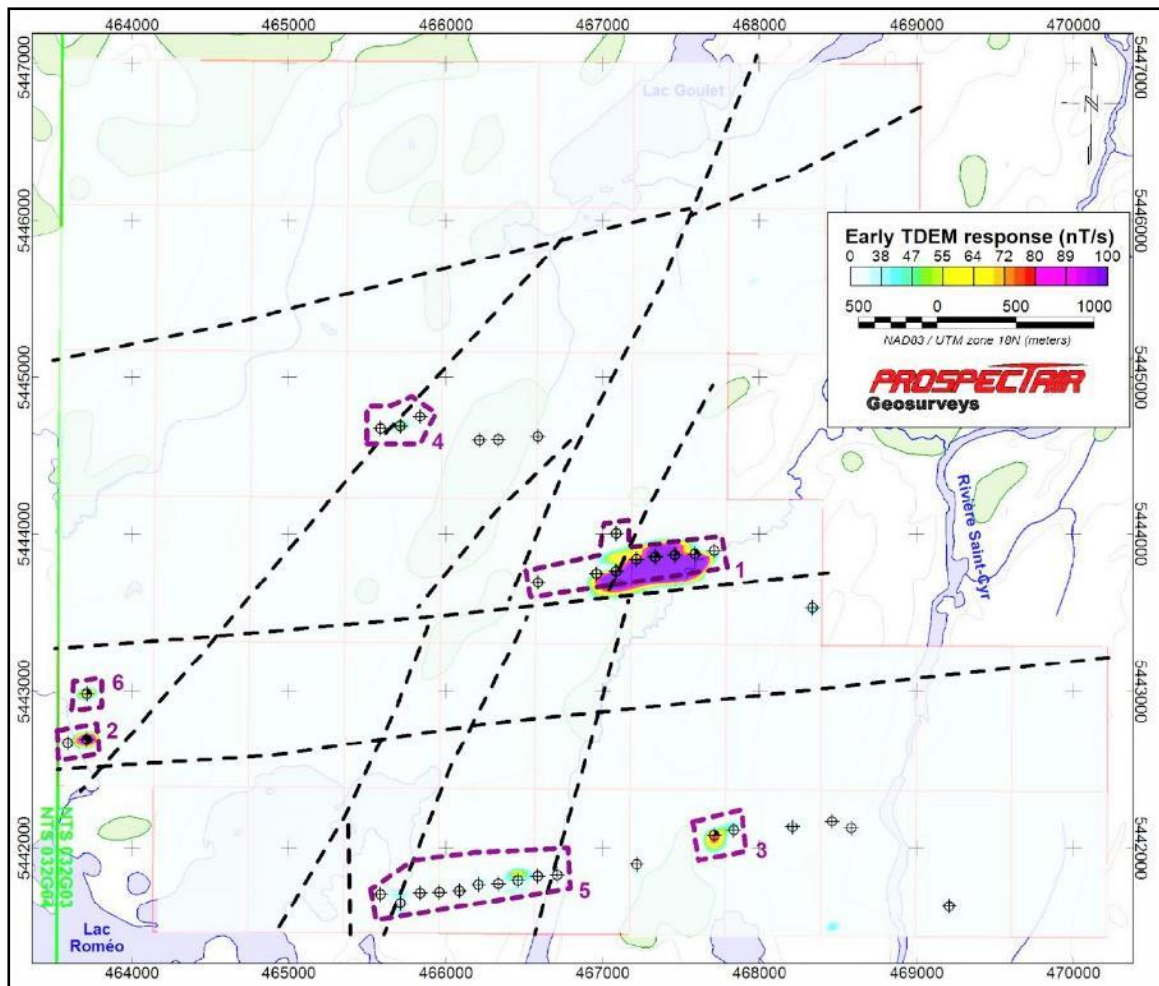 464000 465000 466000 467000 468000 469000 470000
5447000 5447000
Lac Goulet
N
5446000 5446000
Early TDEM response (nT/s)
0 38 47 55 64 72 80 89 100
500 0 500 1000
NAD83 / UTM zone 18N (meters)
PROSPECTAIR
Geosurveys
5445000 5445000
4
5444000 5444000
Rivière Saint-Cyr
1
5443000 5443000
6
2
NTS 032G03
NTS 032G04
5442000 5442000
3
5
Lac
Roméo
464000 465000 466000 467000 468000 469000 470000